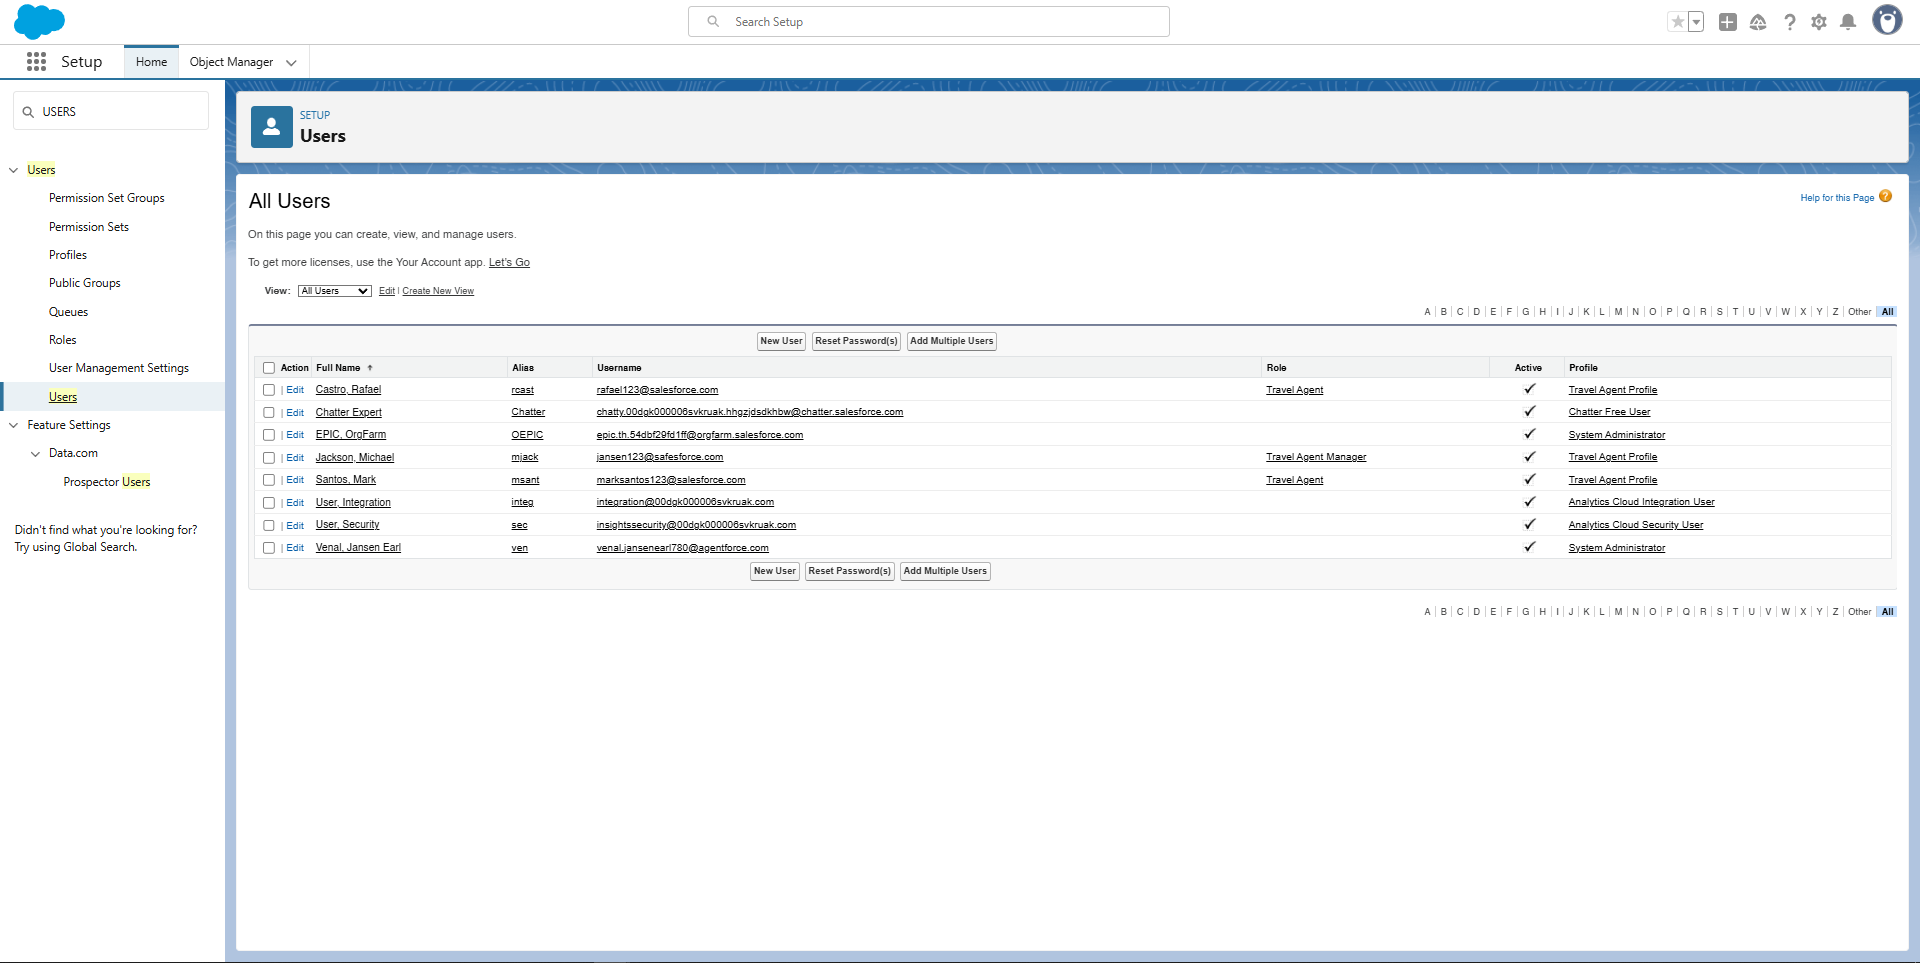 Search Setup
Setup
Home
Object Manager
USERS
Users
Permission Set Groups
Permission Sets
Profiles
Public Groups
Queues
Roles
User Management Settings
Users
Feature Settings
Data.com
Prospector Users
Didn't find what you're looking for?
Try using Global Search.
SETUP
Users
All Users
Help for this Page ?
On this page you can create, view, and manage users.
To get more licenses, use the Your Account app. Let's Go
View: All Users Edit | Create New View
A | B | C | D | E | F | G | H | I | J | K | L | M | N | O | P | Q | R | S | T | U | V | W | X | Y | Z | Other All
New User Reset Password(s) Add Multiple Users
Action Full Name Alias Username Role Active Profile
| Edit Castro, Rafael rcast rafael123@salesforce.com Travel Agent Travel Agent Profile
| Edit Chatter Expert Chatter chatty.00dgk000006svkruak.hhgzjdsdkhbw@chatter.salesforce.com Chatter Free User
| Edit EPIC, OrgFarm OEPIC epic.th.54dbf29fd1ff@orgfarm.salesforce.com System Administrator
| Edit Jackson, Michael mjack jansen123@safesforce.com Travel Agent Manager Travel Agent Profile
| Edit Santos, Mark msant marksantos123@salesforce.com Travel Agent Travel Agent Profile
| Edit User, Integration integ integration@00dgk000006svkruak.com Analytics Cloud Integration User
| Edit User, Security sec insightssecurity@00dgk000006svkruak.com Analytics Cloud Security User
| Edit Venal, Jansen Earl ven venal.jansenearl780@agentforce.com System Administrator
New User Reset Password(s) Add Multiple Users
A | B | C | D | E | F | G | H | I | J | K | L | M | N | O | P | Q | R | S | T | U | V | W | X | Y | Z | Other All